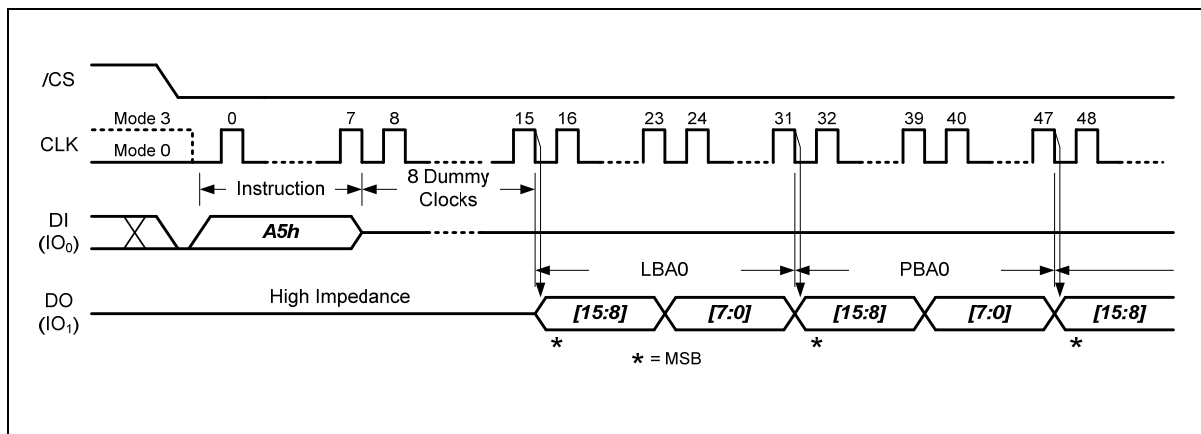 /CS
Mode 3
0 7 8 15 16 23 24 31 32 39 40 47 48
CLK
Mode 0
Instruction
8 Dummy
Clocks
DI
(IO0)
A5h
LBA0
PBA0
DO
(IO1)
High Impedance
[15:8]
[7:0]
[15:8]
[7:0]
[15:8]
* * *
* = MSB